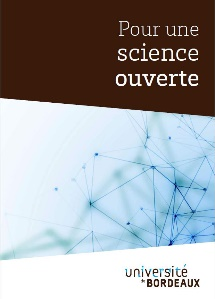 Pour une
science
ouverte
université
de BORDEAUX